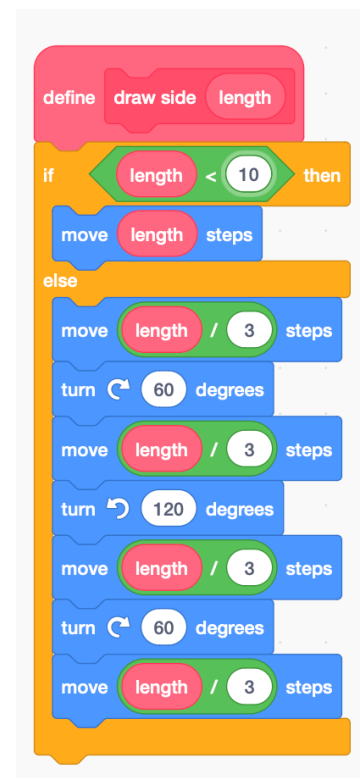 define draw side length
if length < 10 then
move length steps
else
move length / 3 steps
turn 60 degrees
move length / 3 steps
turn 120 degrees
move length / 3 steps
turn 60 degrees
move length / 3 steps